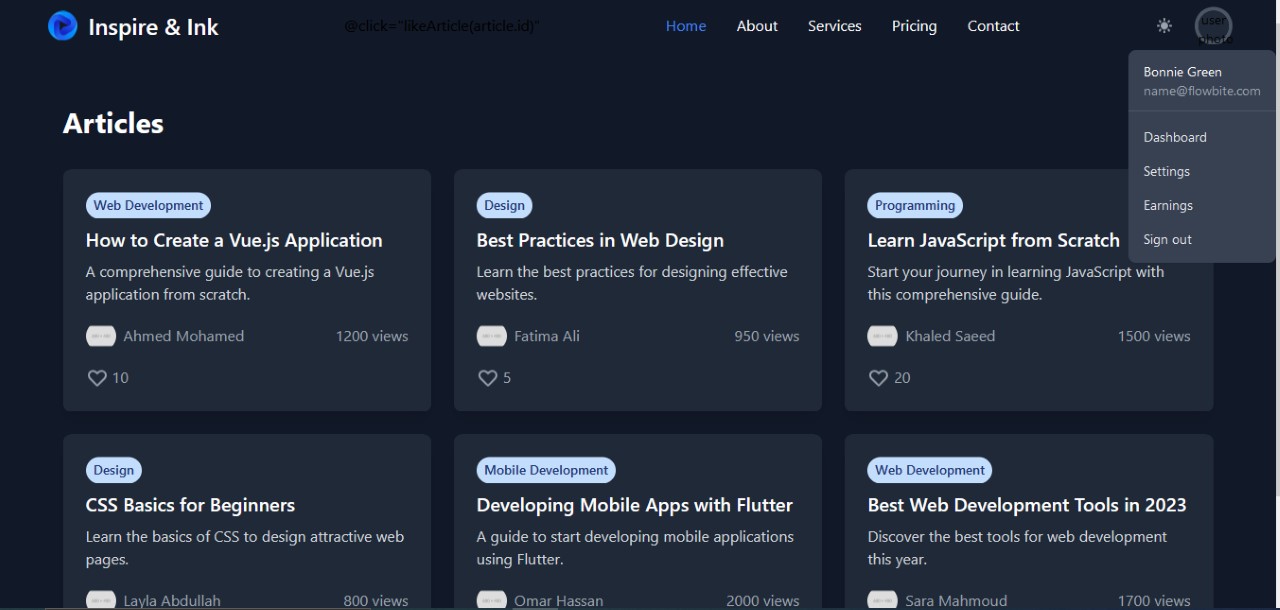 Inspire & Ink
@click="likeArticle(article.id)"
Home
About
Services
Pricing
Contact
user
photo
Bonnie Green
name@flowbite.com
Dashboard
Settings
Earnings
Sign out
Articles
Web Development
How to Create a Vue.js Application
A comprehensive guide to creating a Vue.js
application from scratch.
Ahmed Mohamed
1200 views
10
Design
Best Practices in Web Design
Learn the best practices for designing effective
websites.
Fatima Ali
950 views
5
Programming
Learn JavaScript from Scratch
Start your journey in learning JavaScript with
this comprehensive guide.
Khaled Saeed
1500 views
20
Design
CSS Basics for Beginners
Learn the basics of CSS to design attractive web
pages.
Layla Abdullah
800 views
Mobile Development
Developing Mobile Apps with Flutter
A guide to start developing mobile applications
using Flutter.
Omar Hassan
2000 views
Web Development
Best Web Development Tools in 2023
Discover the best tools for web development
this year.
Sara Mahmoud
1700 views